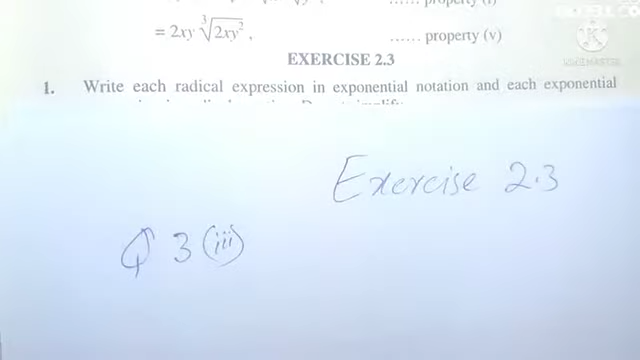 = 2xy ∛(2xy²) ,
...... property (v)
EXERCISE 2.3
1. Write each radical expression in exponential notation and each exponential
Exercise 2.3
Q 3 (iii)
KINEMASTER